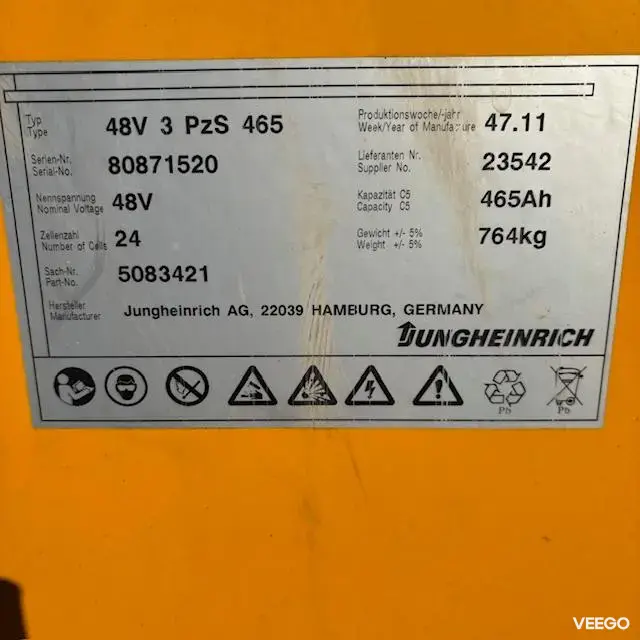 Typ
Type
48V 3 PzS 465
Produktionswoche/-jahr
Week/Year of Manufacture
47.11
Serien-Nr.
Serial-No.
80871520
Lieferanten Nr.
Supplier No.
23542
Nennspannung
Nominal Voltage
48V
Kapazität C5
Capacity C5
465Ah
Zellenzahl
Number of Cells
24
Gewicht +/- 5%
Weight +/- 5%
764kg
Sach-Nr.
Part-No.
5083421
Hersteller
Manufacturer
Jungheinrich AG, 22039 HAMBURG, GERMANY
JUNGHEINRICH
Pb
Pb
VEEGO